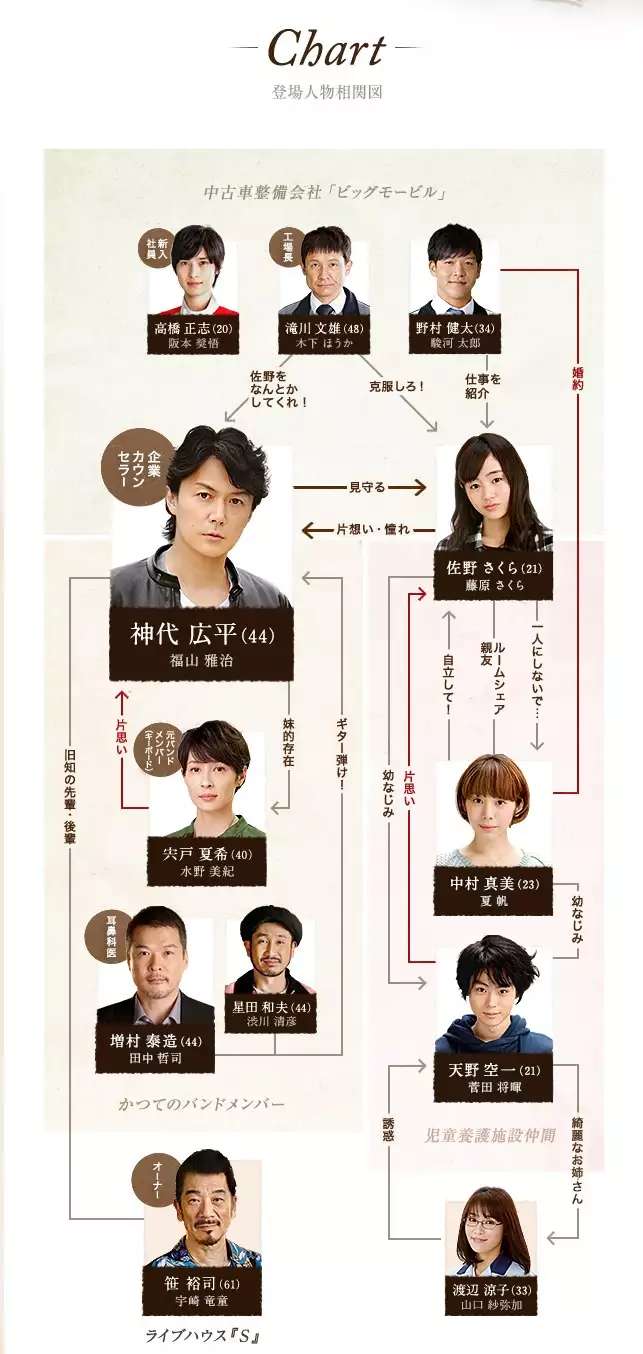 Chart
登場人物相関図
中古車整備会社「ビッグモービル」
新入
社員
工場長
高橋 正志(20)
阪本 奨悟
滝川 文雄(48)
木下 ほうか
野村 健太(34)
駿河 太郎
佐野を
なんとか
してくれ!
克服しろ!
仕事を
紹介
婚約
企業
カウン
セラー
見守る
片想い・憧れ
神代 広平(44)
福山 雅治
佐野 さくら(21)
藤原 さくら
一人にしないで…
ルームシェア
親友
自立して!
片思い
元バンド
メンバー
(キーボード)
妹的存在
ギター弾け!
旧知の先輩・後輩
幼なじみ
片思い
宍戸 夏希(40)
水野 美紀
中村 真美(23)
夏 帆
幼なじみ
耳鼻科医
増村 泰造(44)
田中 哲司
星田 和夫(44)
渋川 清彦
天野 空一(21)
菅田 将暉
かつてのバンドメンバー
児童養護施設仲間
誘惑
綺麗なお姉さん
オーナー
笹 裕司(61)
宇崎 竜童
ライブハウス『S』
渡辺 涼子(33)
山口 紗弥加